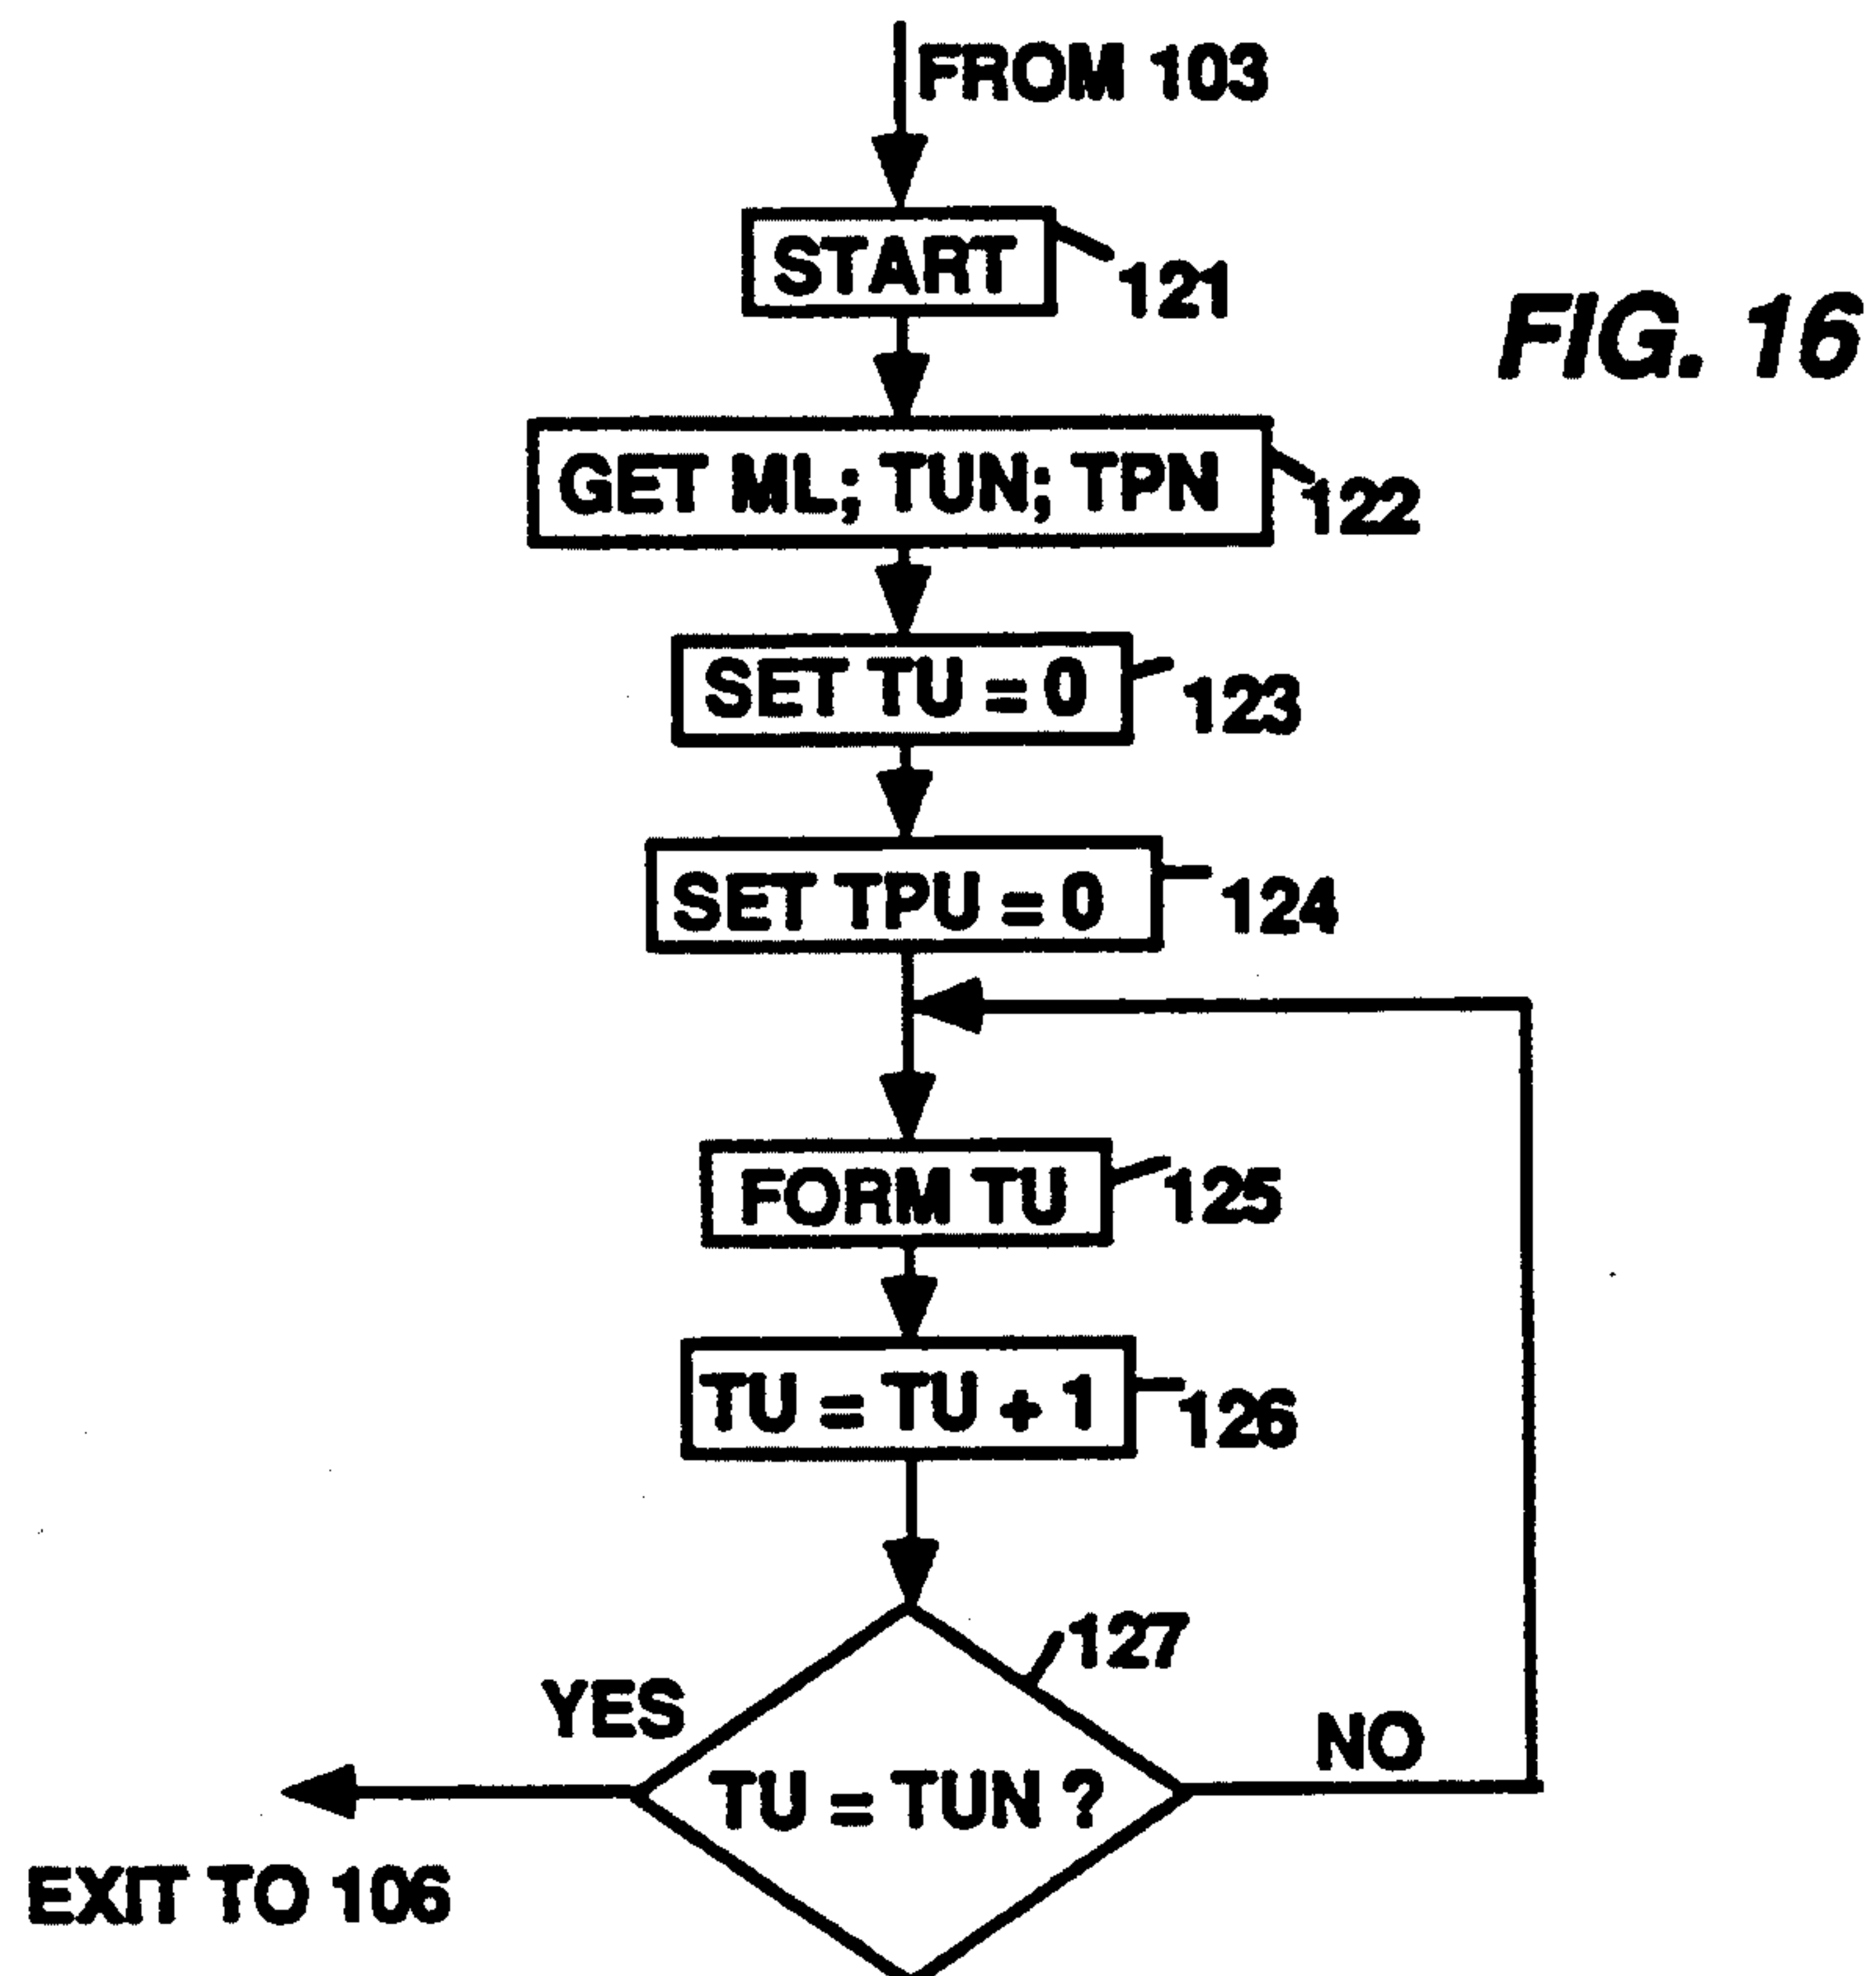 FROM 103
START
121
FIG. 16
GET ML; TUN; TPN
122
SET TU = 0
123
SET TPU = 0
124
FORM TU
125
TU = TU + 1
126
127
YES
NO
TU = TUN ?
EXIT TO 106